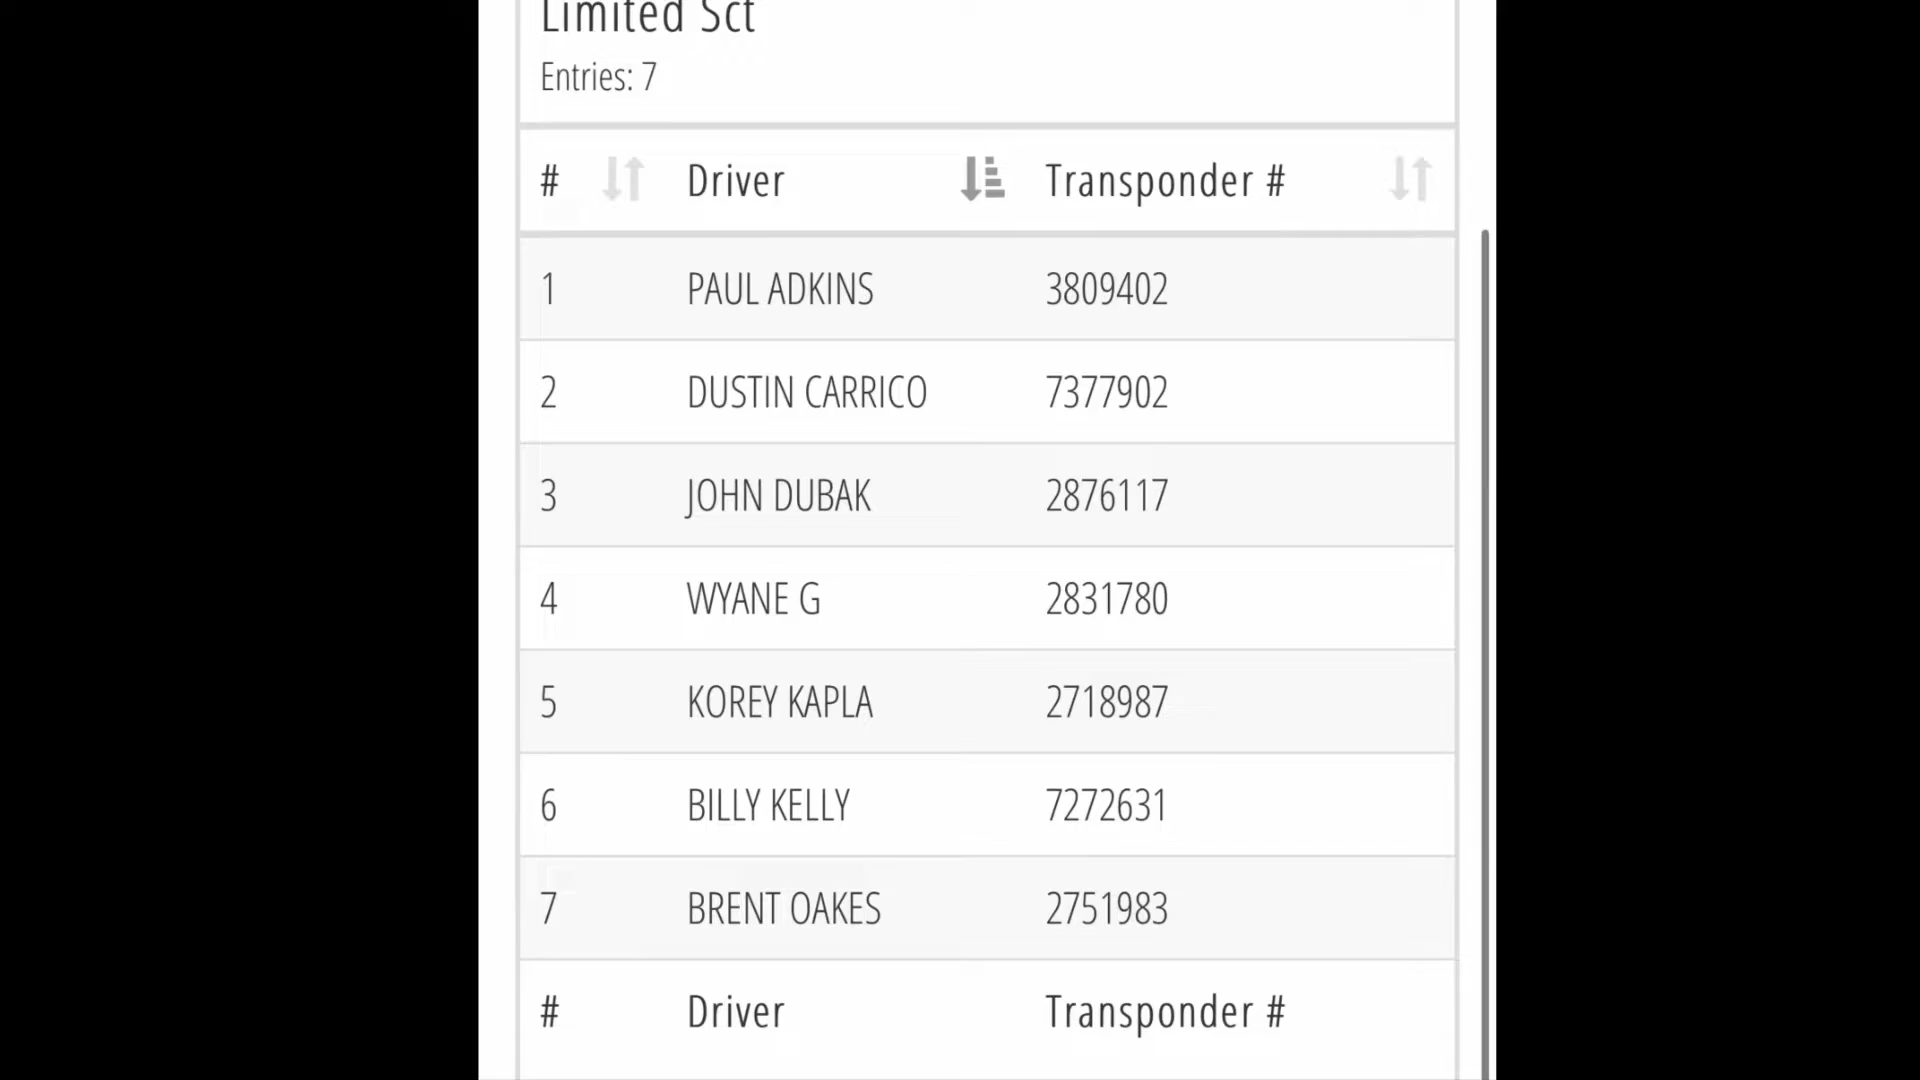 Limited Sct
Entries: 7
# Driver Transponder #
1 PAUL ADKINS 3809402
2 DUSTIN CARRICO 7377902
3 JOHN DUBAK 2876117
4 WYANE G 2831780
5 KOREY KAPLA 2718987
6 BILLY KELLY 7272631
7 BRENT OAKES 2751983
# Driver Transponder #